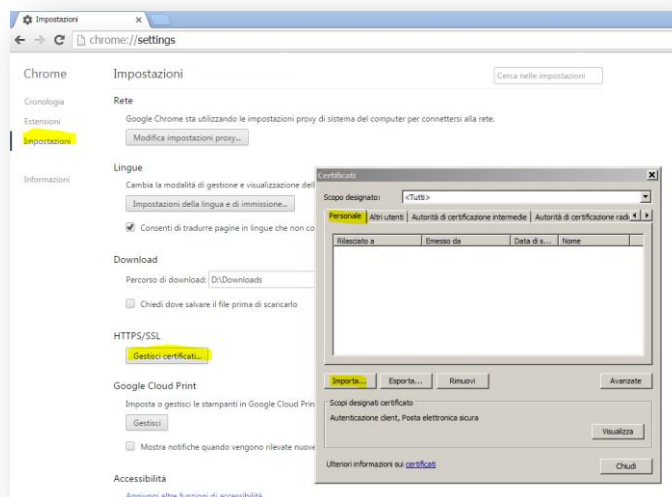 Impostazioni
chrome://settings
Chrome
Impostazioni
Cerca nelle impostazioni
Cronologia
Estensioni
Impostazioni
Informazioni
Rete
Google Chrome sta utilizzando le impostazioni proxy di sistema del computer per connettersi alla rete.
Modifica impostazioni proxy...
Lingue
Cambia la modalità di gestione e visualizzazione dell
Impostazioni della lingua e di immissione...
Consenti di tradurre pagine in lingue che non co
Download
Percorso di download: D:\Downloads
Chiedi dove salvare il file prima di scaricarlo
HTTPS/SSL
Gestisci certificati...
Google Cloud Print
Imposta o gestisci le stampanti in Google Cloud Prin
Gestisci
Mostra notifiche quando vengono rilevate nuove
Accessibilità
Aggiungi altre funzioni di accessibilità
Certificati
Scopo designato: <Tutti>
Personale Altri utenti Autorità di certificazione intermedie Autorità di certificazione radi
Rilasciato a Emesso da Data di s... Nome
Importa... Esporta... Rimuovi Avanzate
Scopi designati certificato
Autenticazione client, Posta elettronica sicura
Visualizza
Ulteriori informazioni sui certificati
Chiudi